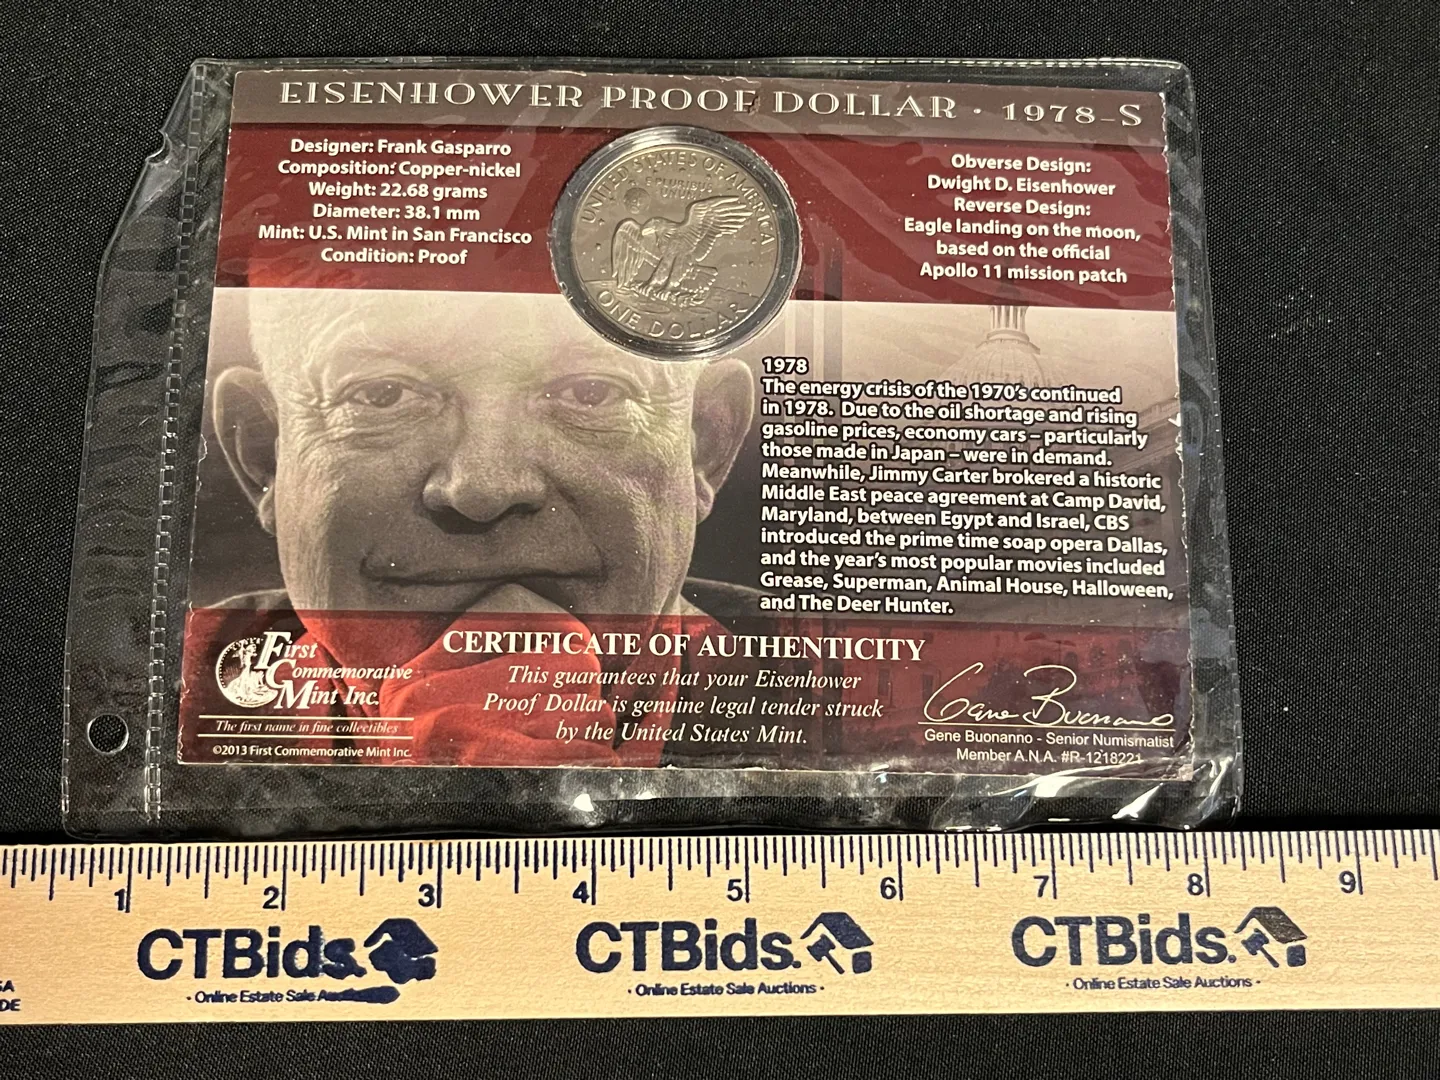 EISENHOWER PROOF DOLLAR · 1978-S
Designer: Frank Gasparro
Composition: Copper-nickel
Weight: 22.68 grams
Diameter: 38.1 mm
Mint: U.S. Mint in San Francisco
Condition: Proof
UNITED STATES OF AMERICA
E PLURIBUS
UNUM
ONE DOLLAR
Obverse Design:
Dwight D. Eisenhower
Reverse Design:
Eagle landing on the moon,
based on the official
Apollo 11 mission patch
1978
The energy crisis of the 1970's continued
in 1978. Due to the oil shortage and rising
gasoline prices, economy cars – particularly
those made in Japan – were in demand.
Meanwhile, Jimmy Carter brokered a historic
Middle East peace agreement at Camp David,
Maryland, between Egypt and Israel, CBS
introduced the prime time soap opera Dallas,
and the year's most popular movies included
Grease, Superman, Animal House, Halloween,
and The Deer Hunter.
First
Commemorative
Mint Inc.
The first name in fine collectibles
©2013 First Commemorative Mint Inc.
CERTIFICATE OF AUTHENTICITY
This guarantees that your Eisenhower
Proof Dollar is genuine legal tender struck
by the United States Mint.
Gene Buonanno
Gene Buonanno - Senior Numismatist
Member A.N.A. #R-1218221
1 2 3 4 5 6 7 8 9
CTBids. CTBids. CTBids.
· Online Estate Sale Auctions · Online Estate Sale Auctions · · Online Estate Sale Auctions ·
SA
DE